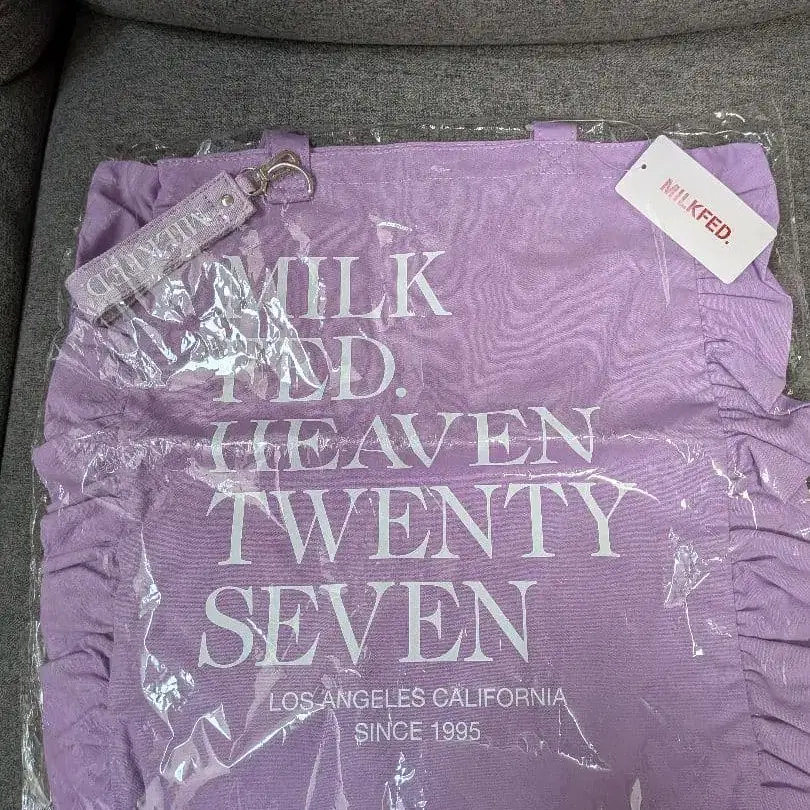 MILKFED.
MILKFED.
MILK
FED.
HEAVEN
TWENTY
SEVEN
LOS ANGELES CALIFORNIA
SINCE 1995